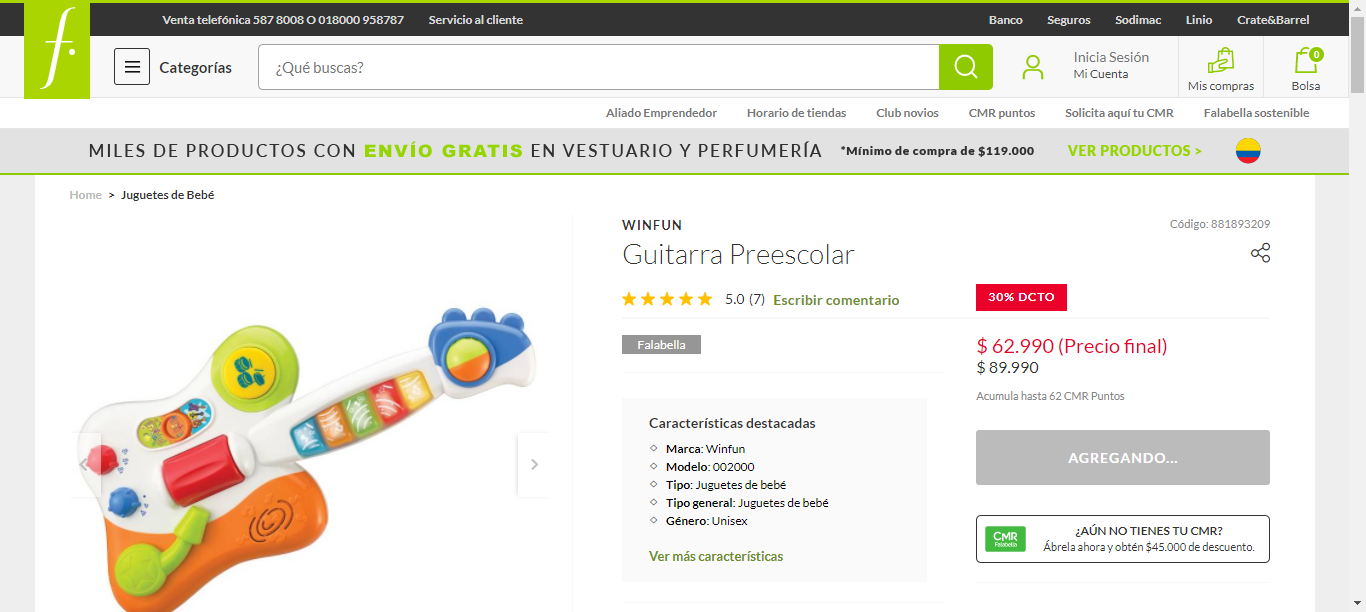 Venta telefónica 587 8008 O 018000 958787 Servicio al cliente Banco Seguros Sodimac Linio Crate&Barrel
f.
Categorías
¿Qué buscas?
Inicia Sesión
Mi Cuenta
Mis compras
0
Bolsa
Aliado Emprendedor Horario de tiendas Club novios CMR puntos Solicita aquí tu CMR Falabella sostenible
MILES DE PRODUCTOS CON ENVÍO GRATIS EN VESTUARIO Y PERFUMERÍA *Mínimo de compra de $119.000 VER PRODUCTOS >
Home > Juguetes de Bebé
WINFUN
Código: 881893209
Guitarra Preescolar
5.0 (7) Escribir comentario
30% DCTO
Falabella
$ 62.990 (Precio final)
$ 89.990
Acumula hasta 62 CMR Puntos
Características destacadas
Marca: Winfun
Modelo: 002000
Tipo: Juguetes de bebé
Tipo general: Juguetes de bebé
Género: Unisex
Ver más características
AGREGANDO...
CMR
Falabella
¿AÚN NO TIENES TU CMR?
Ábrela ahora y obtén $45.000 de descuento.